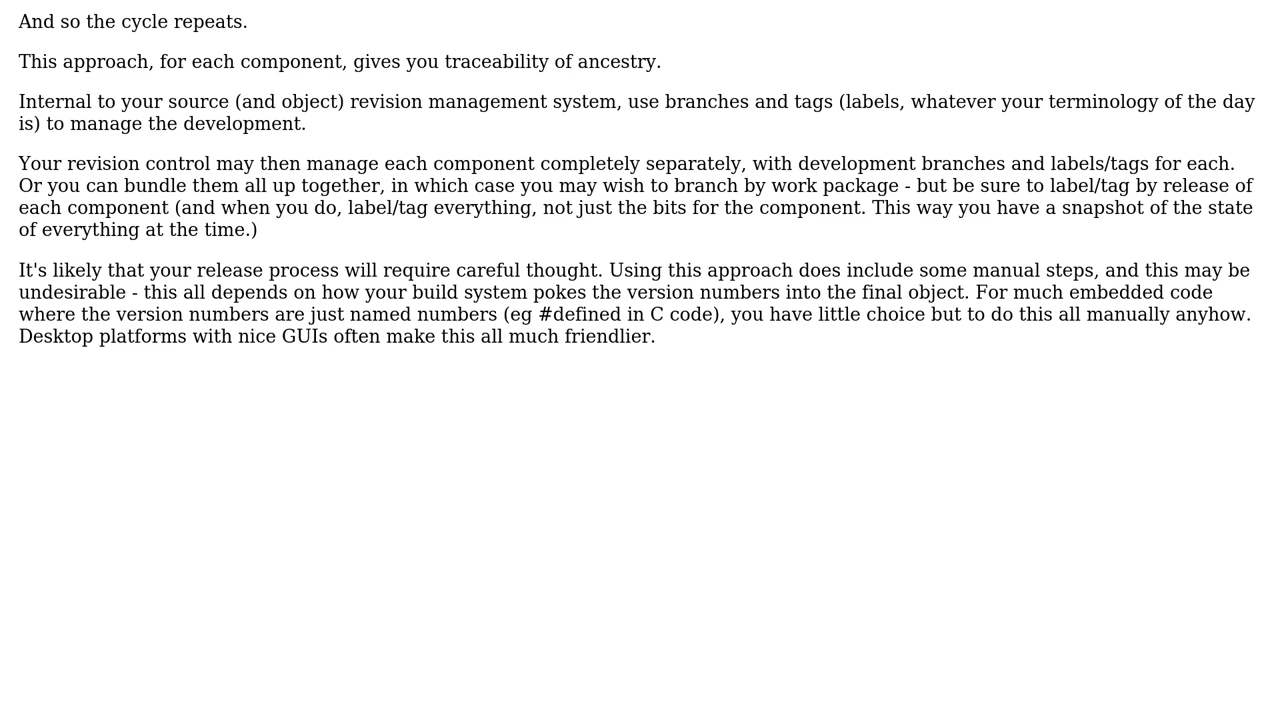 And so the cycle repeats.
This approach, for each component, gives you traceability of ancestry.
Internal to your source (and object) revision management system, use branches and tags (labels, whatever your terminology of the day
is) to manage the development.
Your revision control may then manage each component completely separately, with development branches and labels/tags for each.
Or you can bundle them all up together, in which case you may wish to branch by work package - but be sure to label/tag by release of
each component (and when you do, label/tag everything, not just the bits for the component. This way you have a snapshot of the state
of everything at the time.)
It's likely that your release process will require careful thought. Using this approach does include some manual steps, and this may be
undesirable - this all depends on how your build system pokes the version numbers into the final object. For much embedded code
where the version numbers are just named numbers (eg #defined in C code), you have little choice but to do this all manually anyhow.
Desktop platforms with nice GUIs often make this all much friendlier.